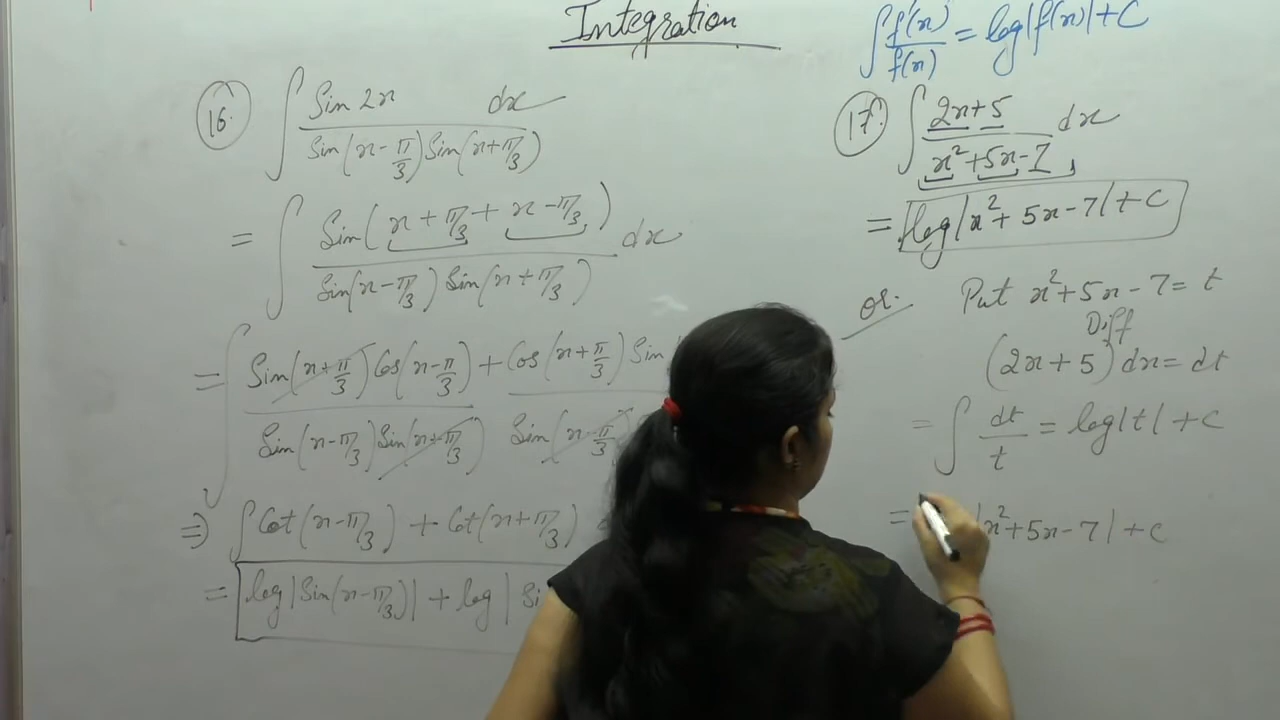 Integration
∫ f'(x)/f(x) = log|f(x)| + C
16. ∫ Sin 2x dx / Sin(x - π/3) Sin(x + π/3)
= ∫ Sin(x + π/3 + x - π/3) / Sin(x - π/3) Sin(x + π/3) dx
= ∫ Sin(x + π/3) Cos(x - π/3) + Cos(x + π/3) Sin / Sin(x - π/3) Sin(x + π/3) Sin(x - π/3
⇒ ∫ Cot(x - π/3) + Cot(x + π/3)
= log|Sin(x - π/3)| + log|
17. ∫ 2x + 5 / x² + 5x - 7 dx
= log|x² + 5x - 7| + C
or. Put x² + 5x - 7 = t
Diff
(2x + 5) dx = dt
= ∫ dt/t = log|t| + C
= |x² + 5x - 7| + C